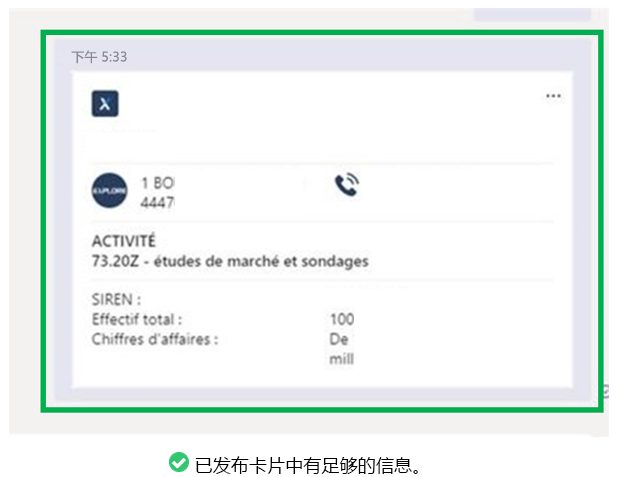 下午 5:33
X
...
EXPLORE
1 BO
4447
ACTIVITÉ
73.20Z - études de marché et sondages
SIREN :
Effectif total : 100
Chiffres d'affaires : De
mill
已发布卡片中有足够的信息。